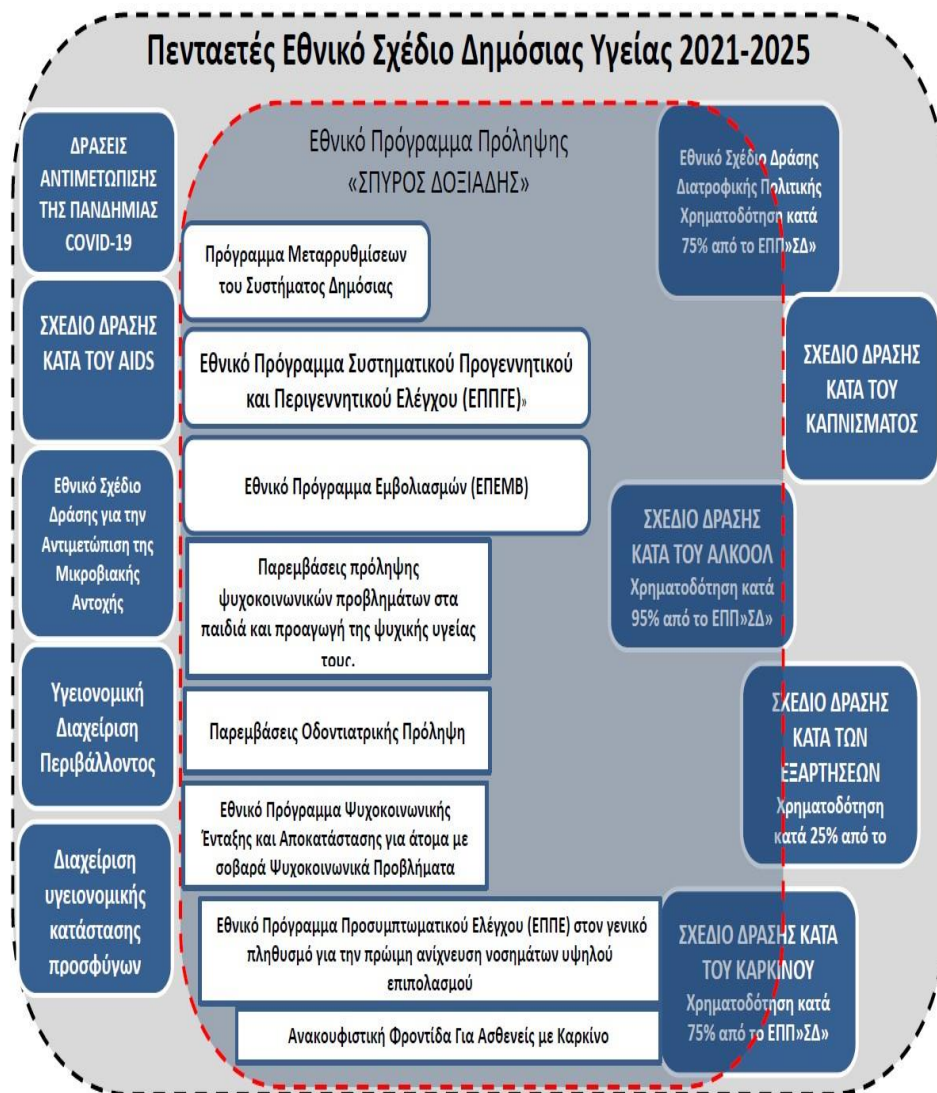 Πενταετές Εθνικό Σχέδιο Δημόσιας Υγείας 2021-2025
ΔΡΑΣΕΙΣ
ΑΝΤΙΜΕΤΩΠΙΣΗΣ
ΤΗΣ ΠΑΝΔΗΜΙΑΣ
COVID-19
ΣΧΕΔΙΟ ΔΡΑΣΗΣ
ΚΑΤΑ ΤΟΥ AIDS
Εθνικό Σχέδιο
Δράσης για την
Αντιμετώπιση της
Μικροβιακής
Αντοχής
Υγειονομική
Διαχείριση
Περιβάλλοντος
Διαχείριση
υγειονομικής
κατάστασης
προσφύγων
Εθνικό Πρόγραμμα Πρόληψης
«ΣΠΥΡΟΣ ΔΟΞΙΑΔΗΣ»
Πρόγραμμα Μεταρρυθμίσεων
του Συστήματος Δημόσιας
Εθνικό Πρόγραμμα Συστηματικού Προγεννητικού
και Περιγεννητικού Ελέγχου (ΕΠΠΓΕ)»
Εθνικό Πρόγραμμα Εμβολιασμών (ΕΠΕΜΒ)
Παρεμβάσεις πρόληψης
ψυχοκοινωνικών προβλημάτων στα
παιδιά και προαγωγή της ψυχικής υγείας
τους.
Παρεμβάσεις Οδοντιατρικής Πρόληψη
Εθνικό Πρόγραμμα Ψυχοκοινωνικής
Ένταξης και Αποκατάστασης για άτομα με
σοβαρά Ψυχοκοινωνικά Προβλήματα
Εθνικό Πρόγραμμα Προσυμπτωματικού Ελέγχου (ΕΠΠΕ) στον γενικό
πληθυσμό για την πρώιμη ανίχνευση νοσημάτων υψηλού
επιπολασμού
Ανακουφιστική Φροντίδα Για Ασθενείς με Καρκίνο
Εθνικό Σχέδιο Δράσης
Διατροφικής Πολιτικής
Χρηματοδότηση κατά
75% από το ΕΠΠ»ΣΔ»
ΣΧΕΔΙΟ ΔΡΑΣΗΣ
ΚΑΤΑ ΤΟΥ
ΚΑΠΝΙΣΜΑΤΟΣ
ΣΧΕΔΙΟ ΔΡΑΣΗΣ
ΚΑΤΑ ΤΟΥ ΑΛΚΟΟΛ
Χρηματοδότηση κατά
95% από το ΕΠΠ»ΣΔ»
ΣΧΕΔΙΟ ΔΡΑΣΗΣ
ΚΑΤΑ ΤΩΝ
ΕΞΑΡΤΗΣΕΩΝ
Χρηματοδότηση
κατά 25% από το
ΣΧΕΔΙΟ ΔΡΑΣΗΣ ΚΑΤΑ
ΤΟΥ ΚΑΡΚΙΝΟΥ
Χρηματοδότηση κατά
75% από το ΕΠΠ»ΣΔ»